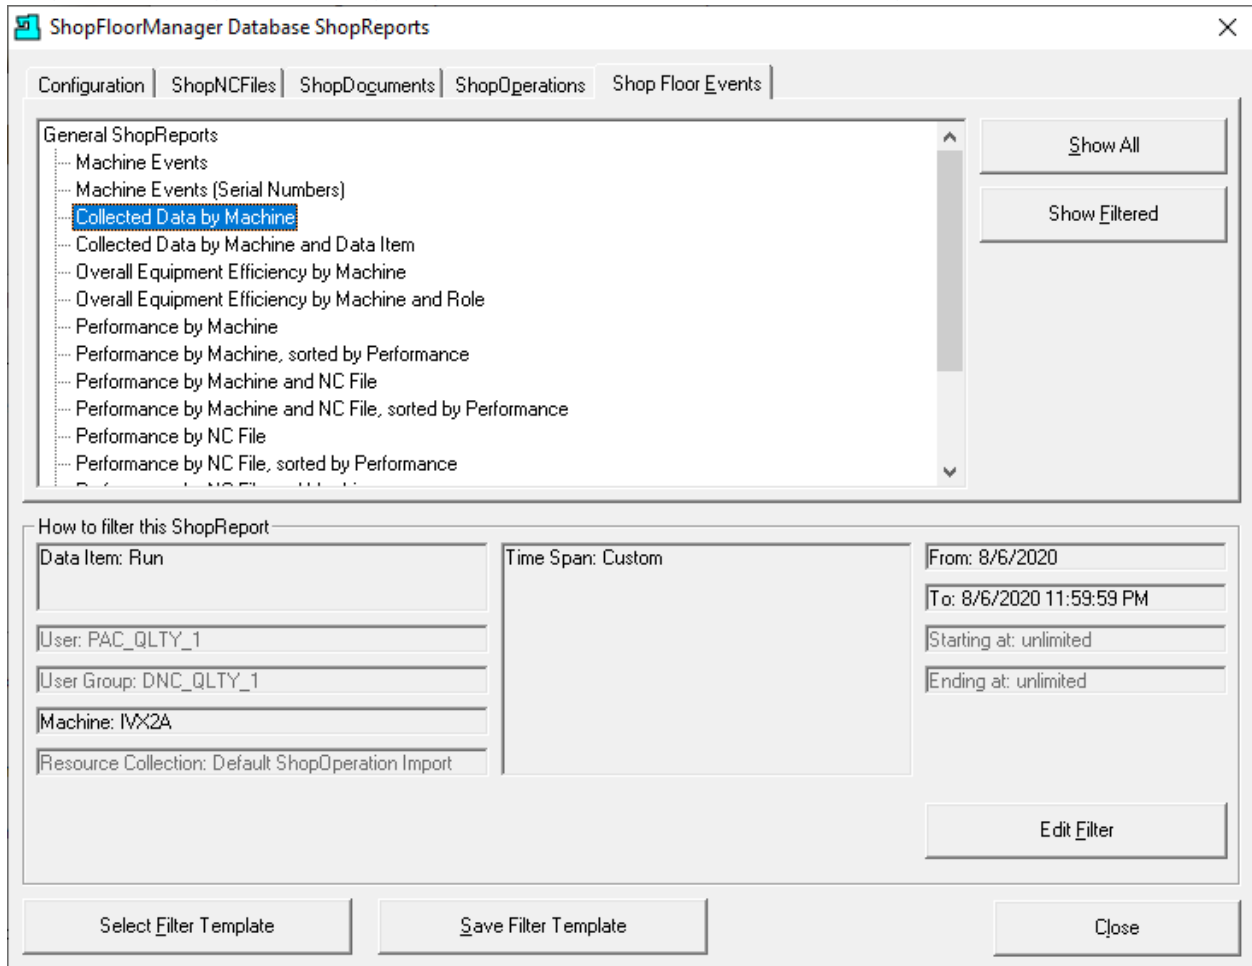 ShopFloorManager Database ShopReports
Configuration ShopNCFiles ShopDocuments ShopOperations Shop Floor Events
General ShopReports
Machine Events
Machine Events (Serial Numbers)
Collected Data by Machine
Collected Data by Machine and Data Item
Overall Equipment Efficiency by Machine
Overall Equipment Efficiency by Machine and Role
Performance by Machine
Performance by Machine, sorted by Performance
Performance by Machine and NC File
Performance by Machine and NC File, sorted by Performance
Performance by NC File
Performance by NC File, sorted by Performance
Show All
Show Filtered
How to filter this ShopReport
Data Item: Run
User: PAC_QLTY_1
User Group: DNC_QLTY_1
Machine: IVX2A
Resource Collection: Default ShopOperation Import
Time Span: Custom
From: 8/6/2020
To: 8/6/2020 11:59:59 PM
Starting at: unlimited
Ending at: unlimited
Edit Filter
Select Filter Template
Save Filter Template
Close